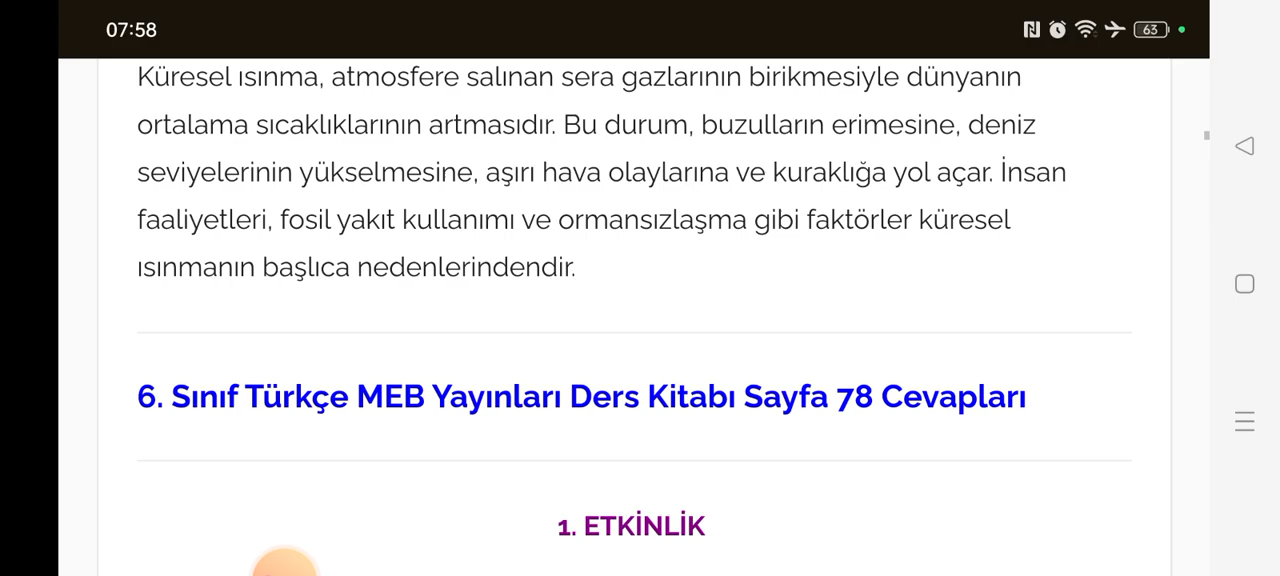 07:58
63
Küresel ısınma, atmosfere salınan sera gazlarının birikmesiyle dünyanın
ortalama sıcaklıklarının artmasıdır. Bu durum, buzulların erimesine, deniz
seviyelerinin yükselmesine, aşırı hava olaylarına ve kuraklığa yol açar. İnsan
faaliyetleri, fosil yakıt kullanımı ve ormansızlaşma gibi faktörler küresel
ısınmanın başlıca nedenlerindendir.
6. Sınıf Türkçe MEB Yayınları Ders Kitabı Sayfa 78 Cevapları
1. ETKİNLİK